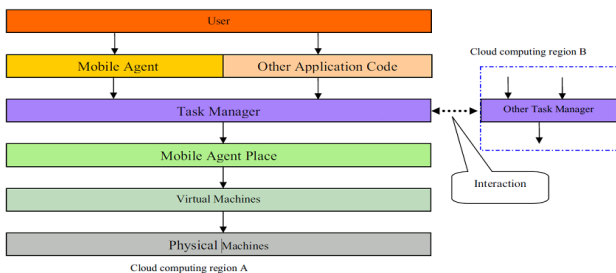 User
Cloud computing region B
Mobile Agent
Other Application Code
Task Manager
Other Task Manager
Mobile Agent Place
Interaction
Virtual Machines
Physical Machines
Cloud computing region A